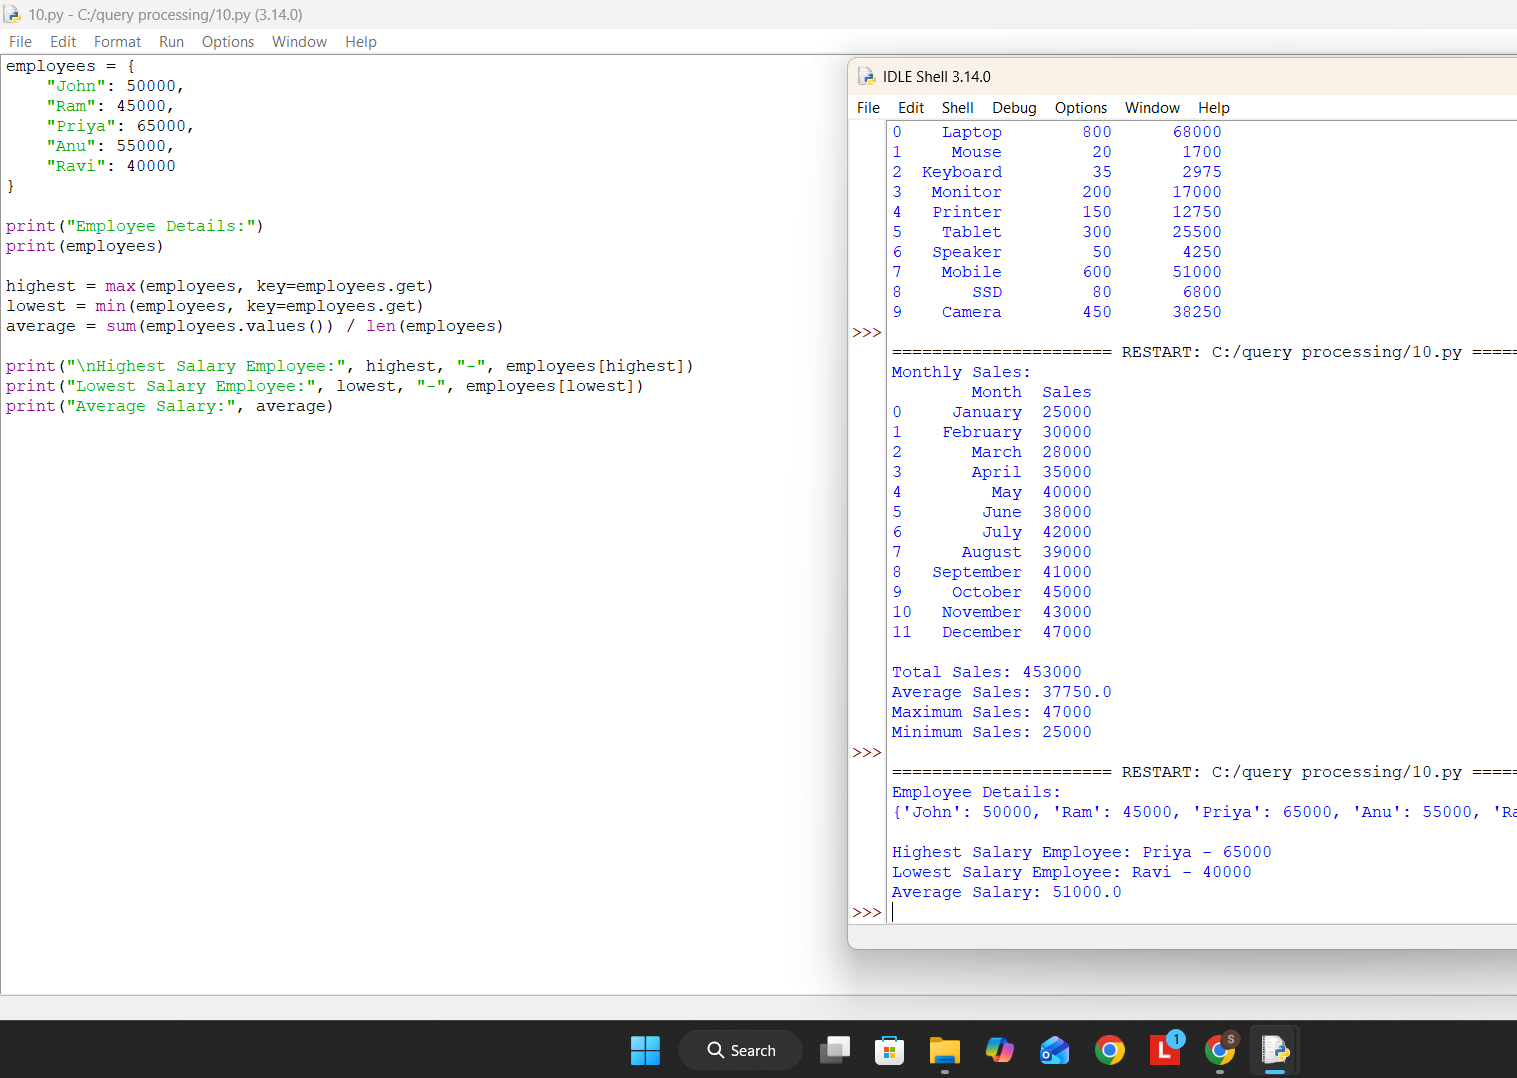 10.py - C:/query processing/10.py (3.14.0)
File Edit Format Run Options Window Help
employees = {
    "John": 50000,
    "Ram": 45000,
    "Priya": 65000,
    "Anu": 55000,
    "Ravi": 40000
}
print("Employee Details:")
print(employees)
highest = max(employees, key=employees.get)
lowest = min(employees, key=employees.get)
average = sum(employees.values()) / len(employees)
print("\nHighest Salary Employee:", highest, "-", employees[highest])
print("Lowest Salary Employee:", lowest, "-", employees[lowest])
print("Average Salary:", average)
IDLE Shell 3.14.0
File Edit Shell Debug Options Window Help
0 Laptop 800 68000
1 Mouse 20 1700
2 Keyboard 35 2975
3 Monitor 200 17000
4 Printer 150 12750
5 Tablet 300 25500
6 Speaker 50 4250
7 Mobile 600 51000
8 SSD 80 6800
9 Camera 450 38250
>>>
====================== RESTART: C:/query processing/10.py =====
Monthly Sales:
Month Sales
0 January 25000
1 February 30000
2 March 28000
3 April 35000
4 May 40000
5 June 38000
6 July 42000
7 August 39000
8 September 41000
9 October 45000
10 November 43000
11 December 47000
Total Sales: 453000
Average Sales: 37750.0
Maximum Sales: 47000
Minimum Sales: 25000
>>>
====================== RESTART: C:/query processing/10.py =====
Employee Details:
{'John': 50000, 'Ram': 45000, 'Priya': 65000, 'Anu': 55000, 'Ra
Highest Salary Employee: Priya - 65000
Lowest Salary Employee: Ravi - 40000
Average Salary: 51000.0
>>>
Search
L 1
S